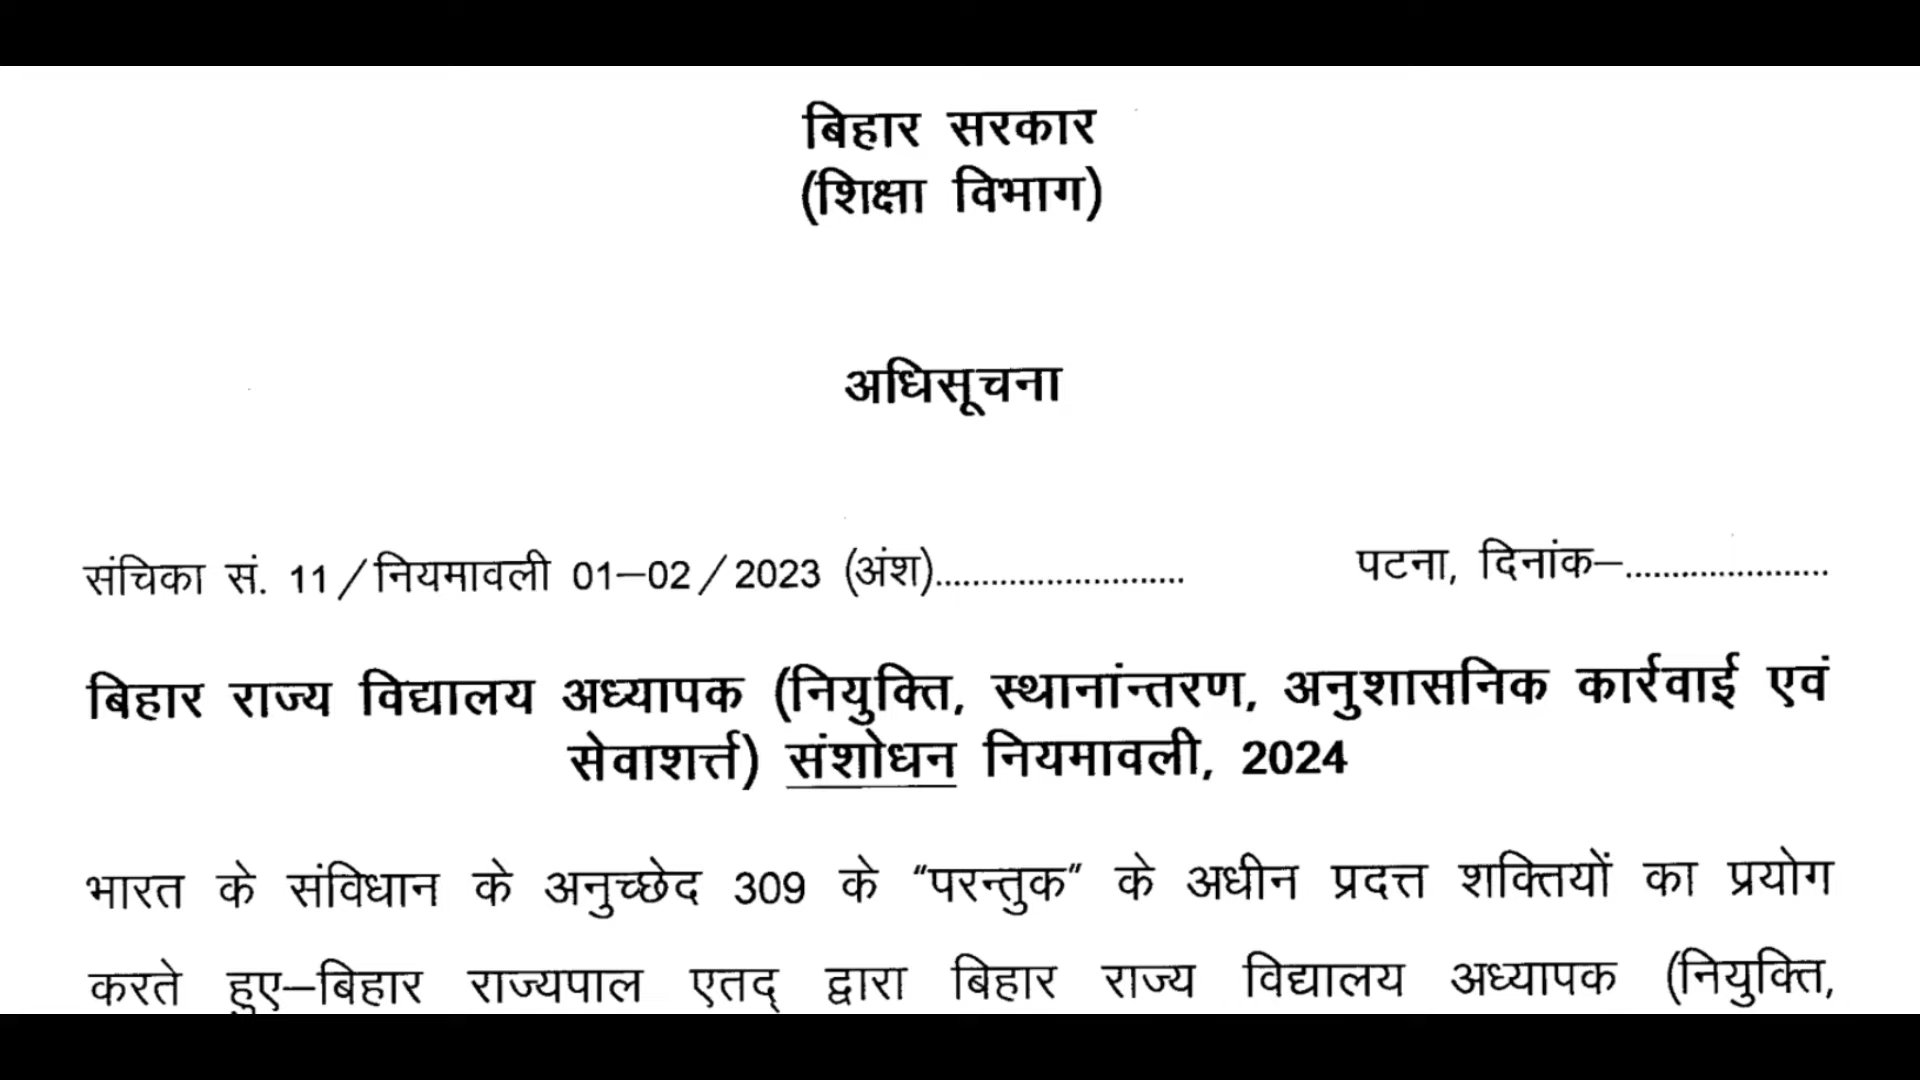 बिहार सरकार
(शिक्षा विभाग)
अधिसूचना
संचिका सं. 11/नियमावली 01–02/2023 (अंश)........................... पटना, दिनांक–......................
बिहार राज्य विद्यालय अध्यापक (नियुक्ति, स्थानांन्तरण, अनुशासनिक कार्रवाई एवं
सेवाशर्त्त) संशोधन नियमावली, 2024
भारत के संविधान के अनुच्छेद 309 के “परन्तुक” के अधीन प्रदत्त शक्तियों का प्रयोग
करते हुए–बिहार राज्यपाल एतद् द्वारा बिहार राज्य विद्यालय अध्यापक (नियुक्ति,